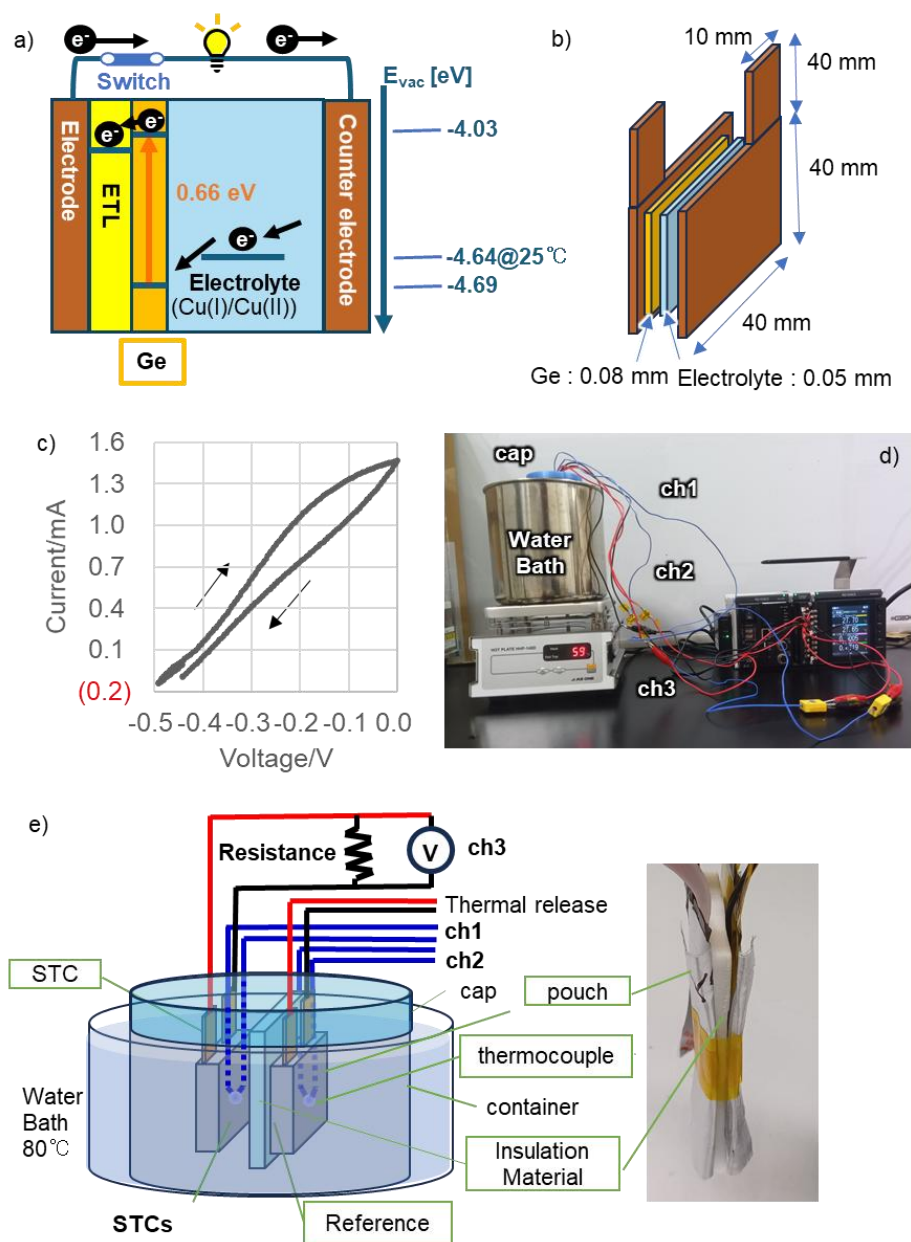 a)
e-
e-
Switch
E_vac [eV]
e-
e-
-4.03
Electrode
ETL
0.66 eV
e-
Electrolyte
(Cu(I)/Cu(II))
Counter electrode
-4.64@25℃
-4.69
Ge
b)
10 mm
40 mm
40 mm
40 mm
Ge : 0.08 mm
Electrolyte : 0.05 mm
c)
Current/mA
1.6
1.3
1.0
0.7
0.4
0.1
(0.2)
-0.5 -0.4 -0.3 -0.2 -0.1 0.0
Voltage/V
d)
cap
ch1
Water
Bath
ch2
ch3
59
e)
Resistance
V
ch3
Thermal release
ch1
ch2
STC
cap
pouch
thermocouple
Water
Bath
80℃
container
Insulation
Material
STCs
Reference